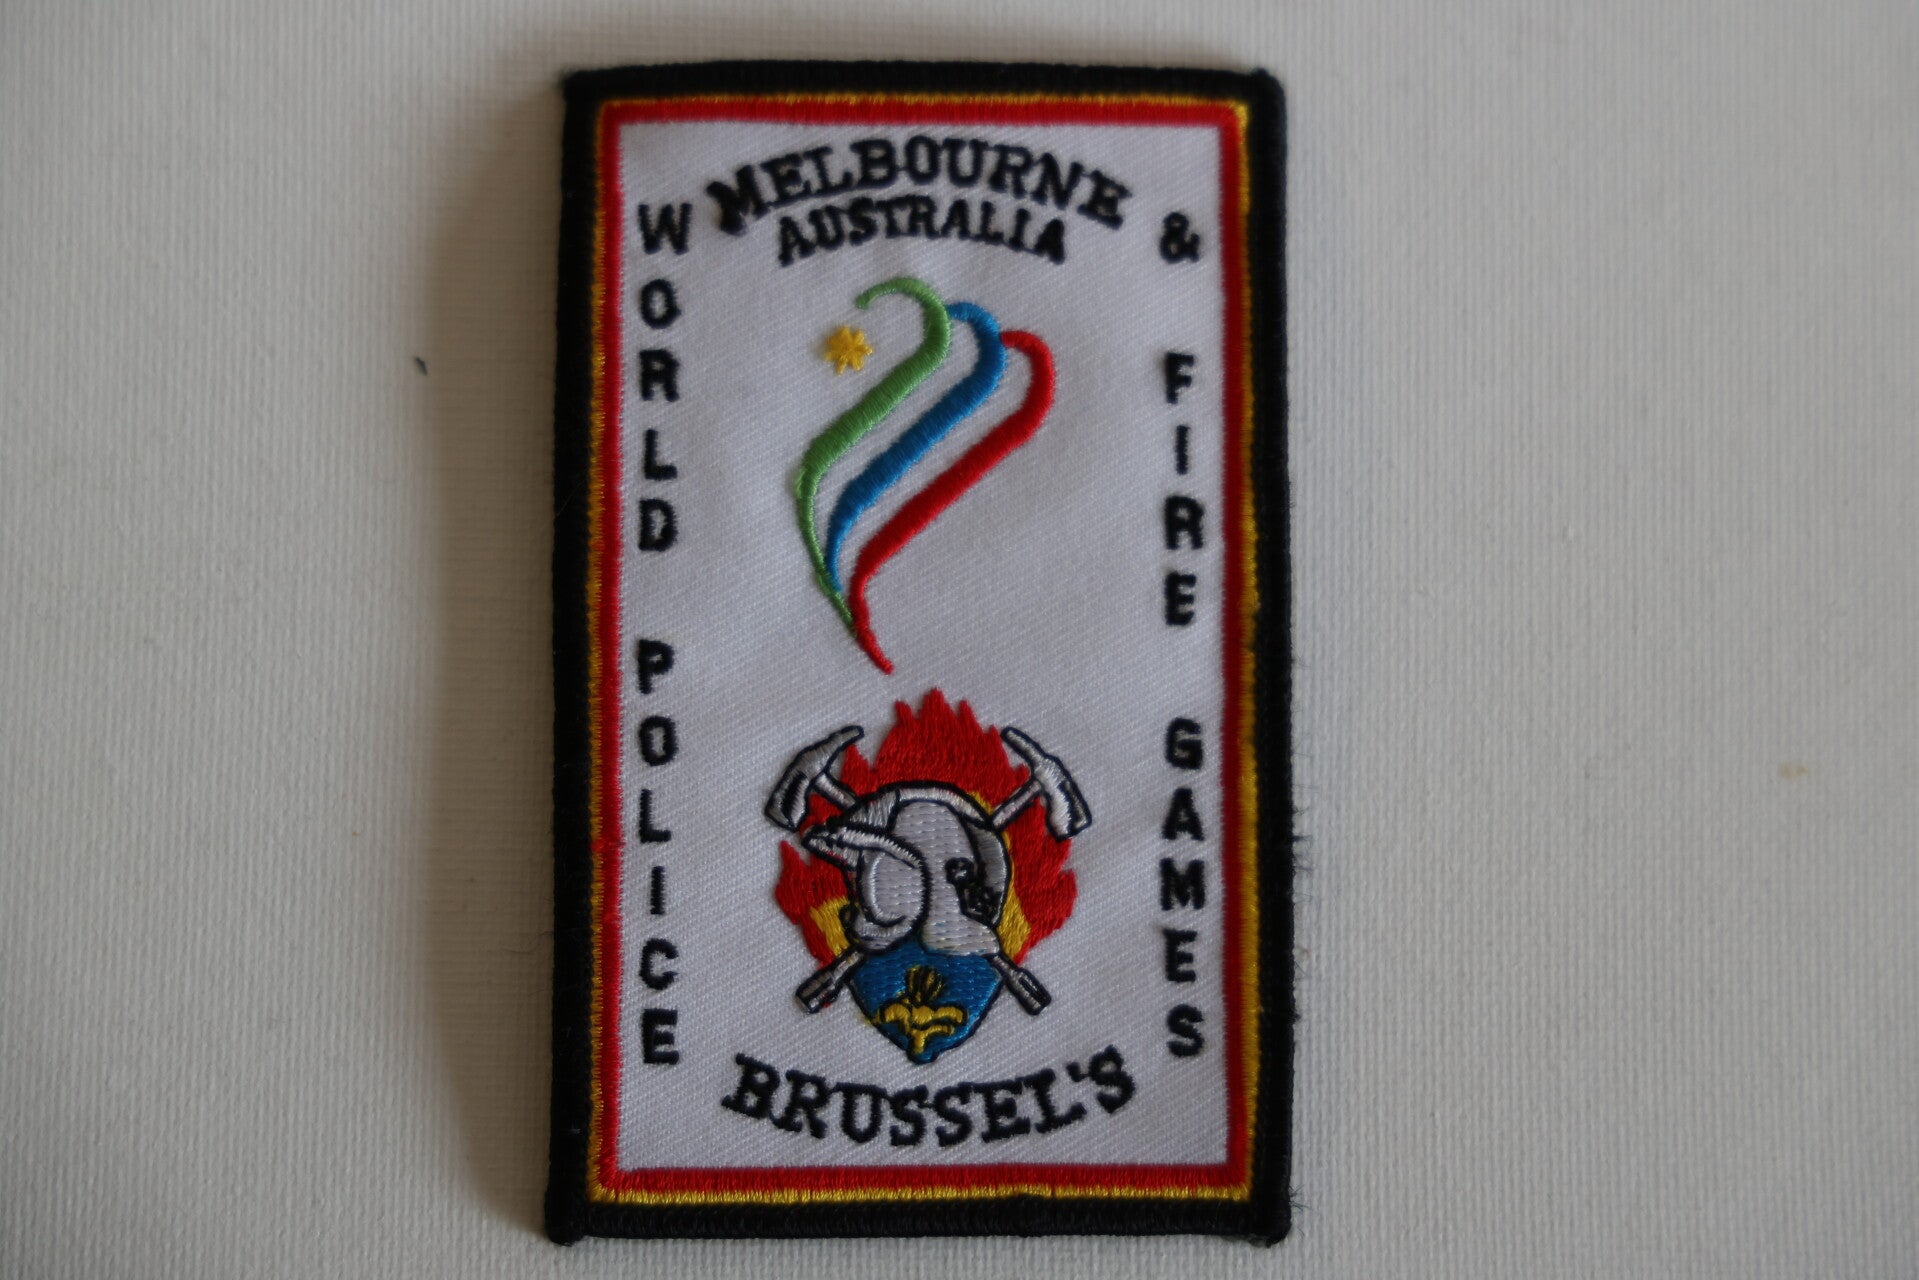 MELBOURNE
AUSTRALIA
WORLD POLICE
& FIRE GAMES
BRUSSEL'S